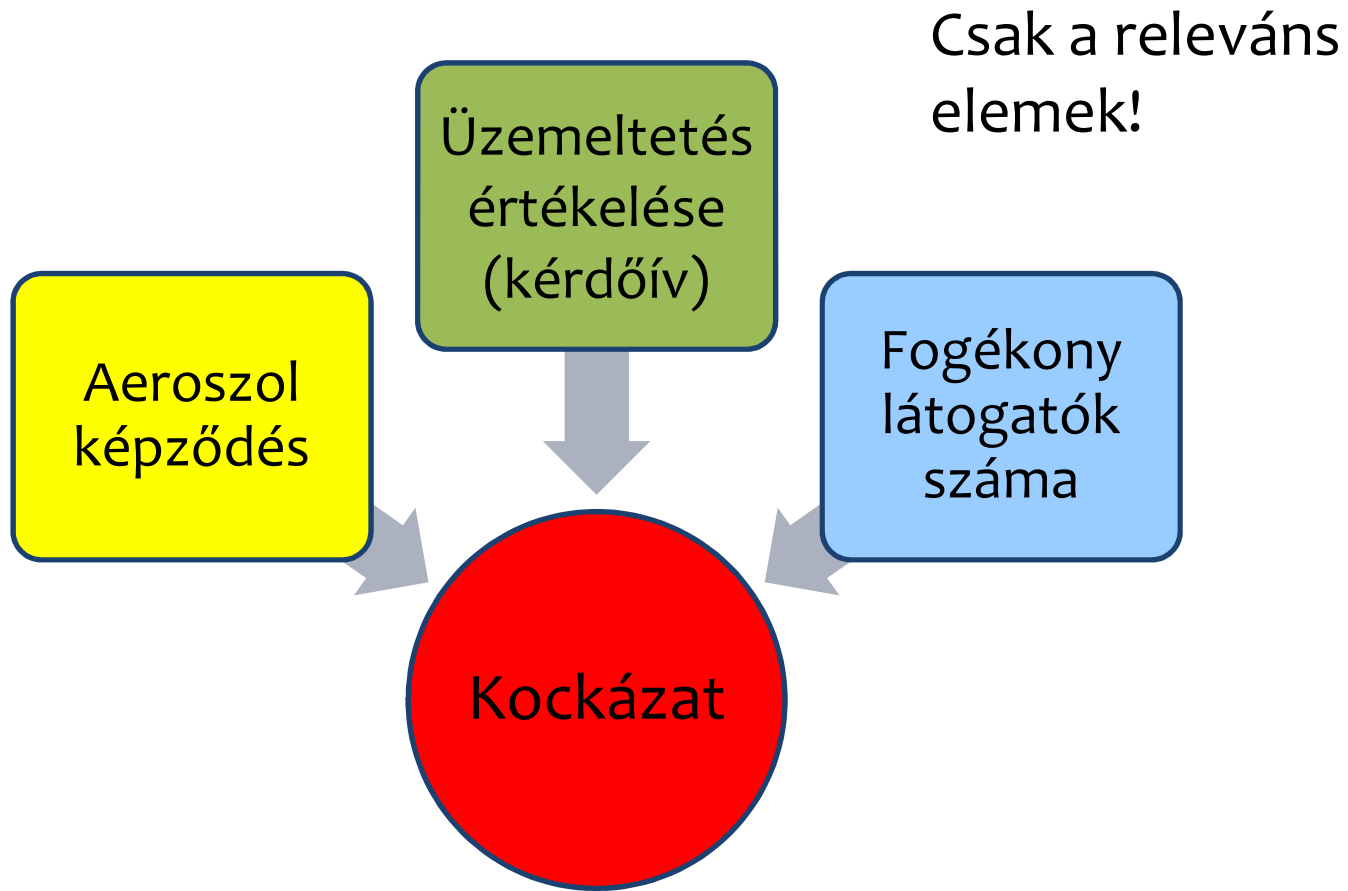 Csak a releváns
elemek!
Üzemeltetés
értékelése
(kérdőív)
Aeroszol
képződés
Fogékony
látogatók
száma
Kockázat